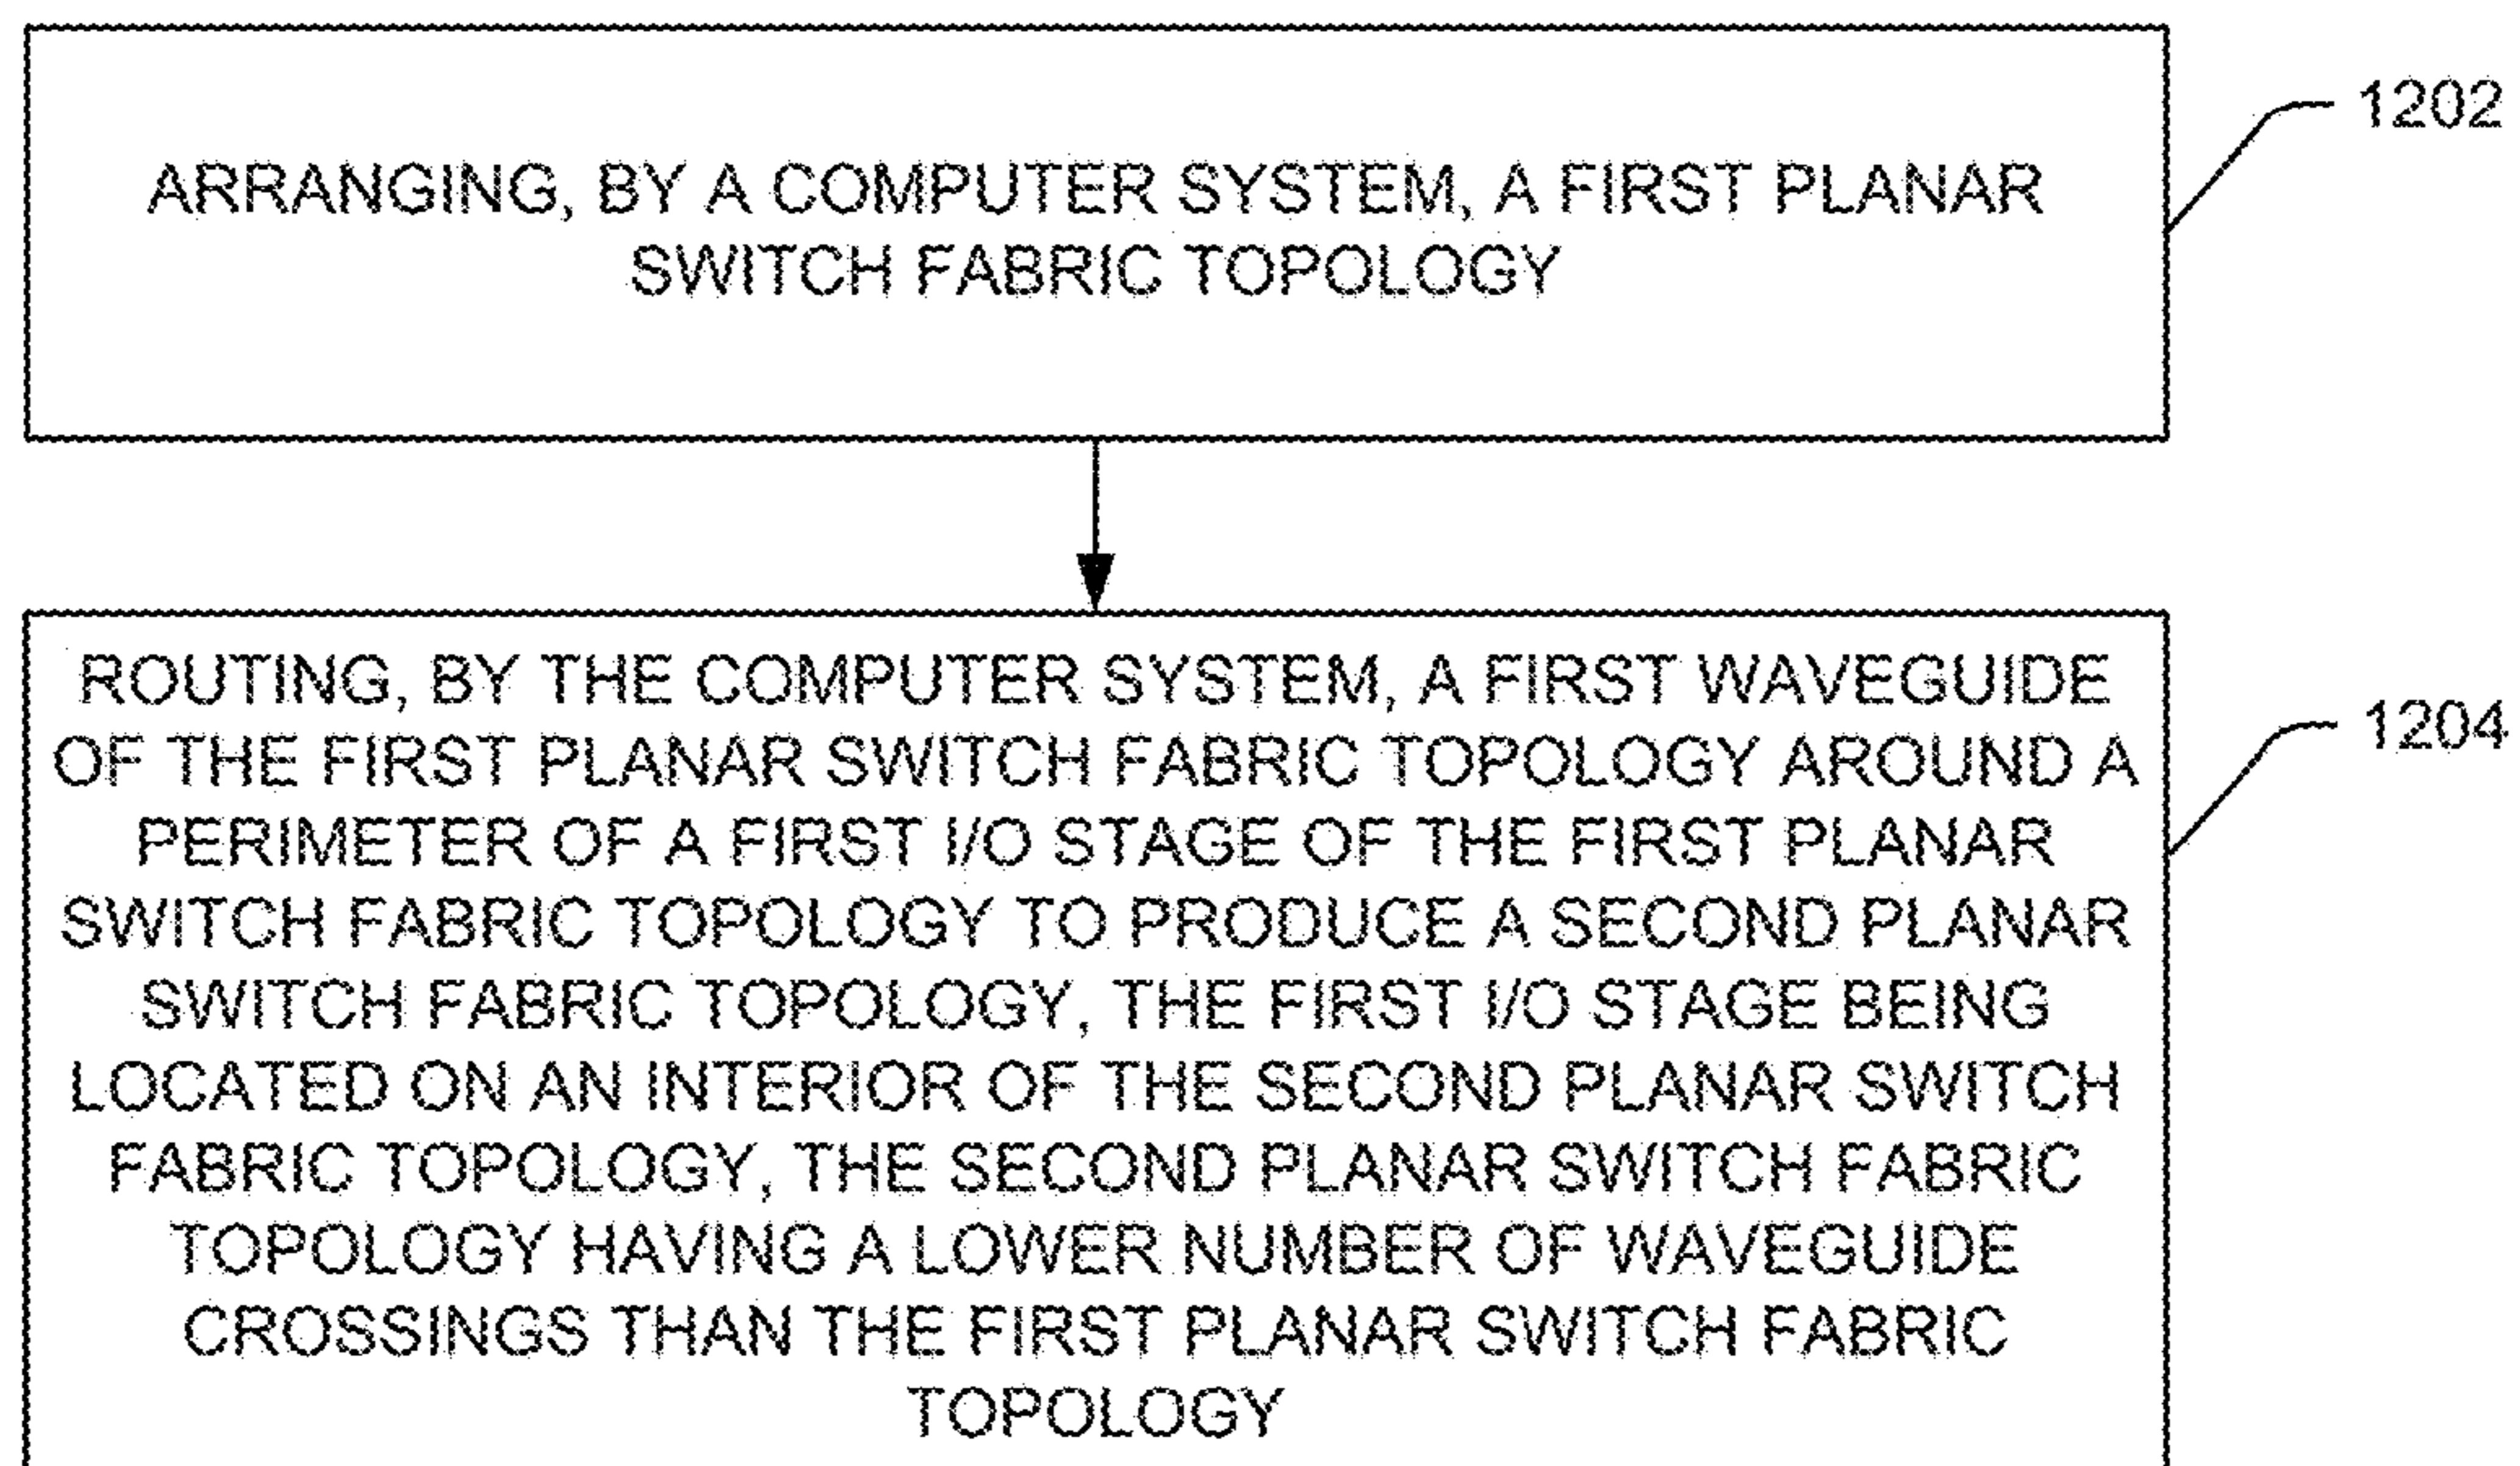 ARRANGING, BY A COMPUTER SYSTEM, A FIRST PLANAR
SWITCH FABRIC TOPOLOGY
1202
ROUTING, BY THE COMPUTER SYSTEM, A FIRST WAVEGUIDE
OF THE FIRST PLANAR SWITCH FABRIC TOPOLOGY AROUND A
PERIMETER OF A FIRST I/O STAGE OF THE FIRST PLANAR
SWITCH FABRIC TOPOLOGY TO PRODUCE A SECOND PLANAR
SWITCH FABRIC TOPOLOGY, THE FIRST I/O STAGE BEING
LOCATED ON AN INTERIOR OF THE SECOND PLANAR SWITCH
FABRIC TOPOLOGY, THE SECOND PLANAR SWITCH FABRIC
TOPOLOGY HAVING A LOWER NUMBER OF WAVEGUIDE
CROSSINGS THAN THE FIRST PLANAR SWITCH FABRIC
TOPOLOGY
1204